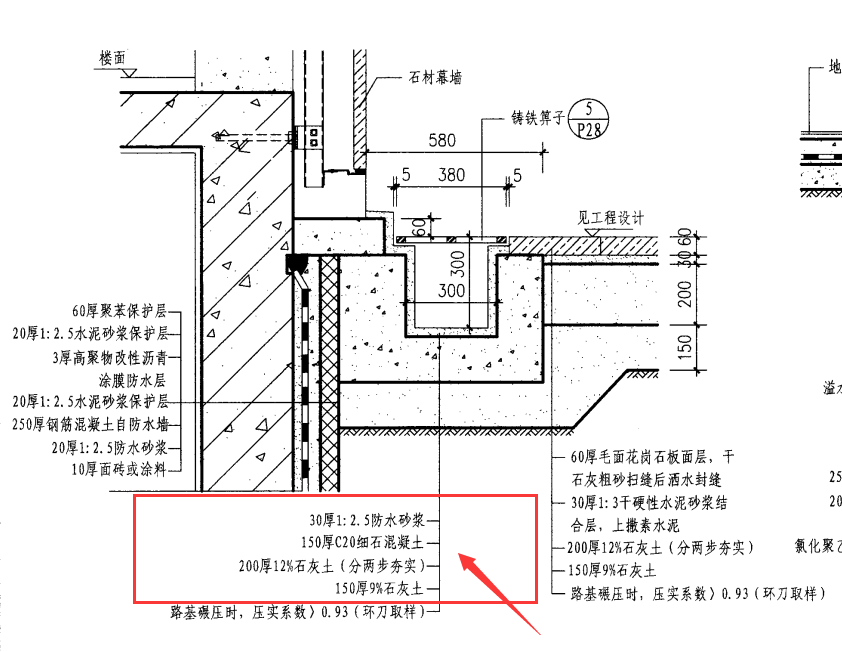 楼面
石材幕墙
铸铁箅子
5
P28
地
580
5 380 5
60
见工程设计
60
30
300
300
200
150
60厚聚苯保护层
20厚1:2.5水泥砂浆保护层
3厚高聚物改性沥青
涂膜防水层
20厚1:2.5水泥砂浆保护层
250厚钢筋混凝土自防水墙
20厚1:2.5防水砂浆
10厚面砖或涂料
30厚1:2.5防水砂浆
150厚C20细石混凝土
200厚12%石灰土(分两步夯实)
150厚9%石灰土
路基碾压时,压实系数〉0.93(环刀取样)
60厚毛面花岗石板面层,干
石灰粗砂扫缝后洒水封缝
30厚1:3干硬性水泥砂浆结
合层,上撒素水泥
200厚12%石灰土(分两步夯实)
150厚9%石灰土
路基碾压时,压实系数〉0.93(环刀取样)
溢水
25
20
氯化聚乙